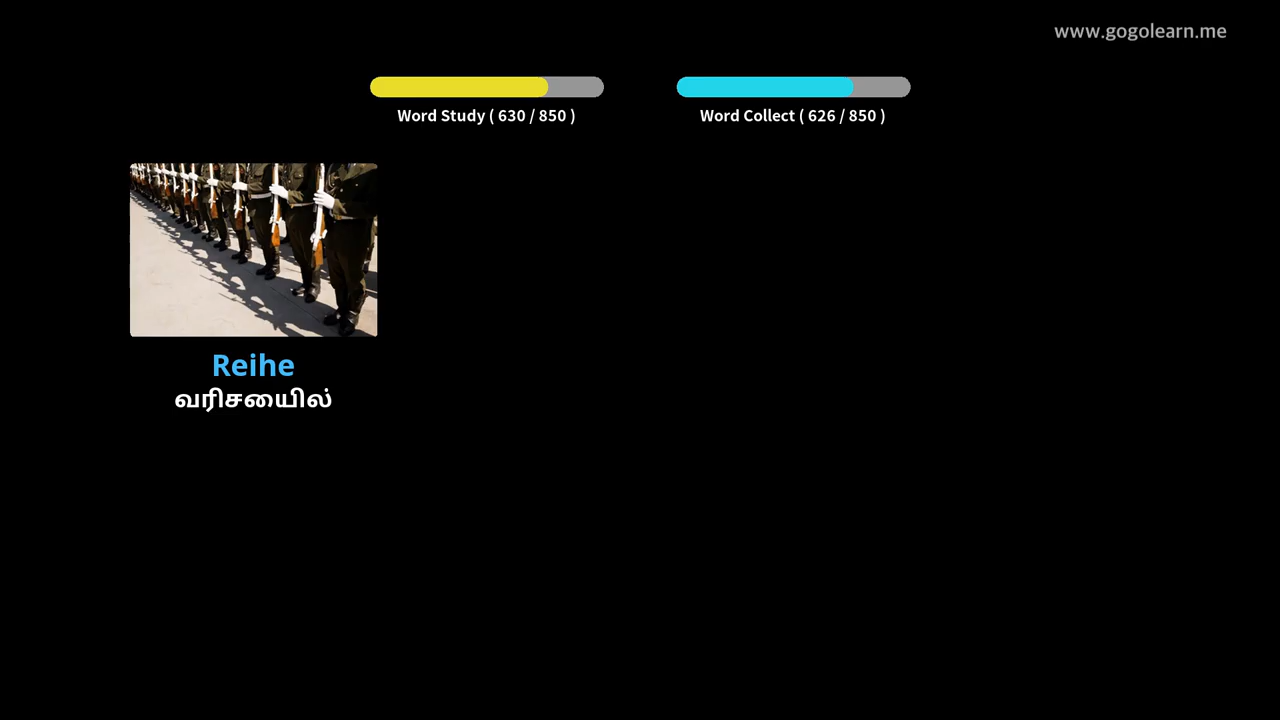 www.gogolearn.me
Word Study ( 630 / 850 )
Word Collect ( 626 / 850 )
Reihe
வரிசையில்